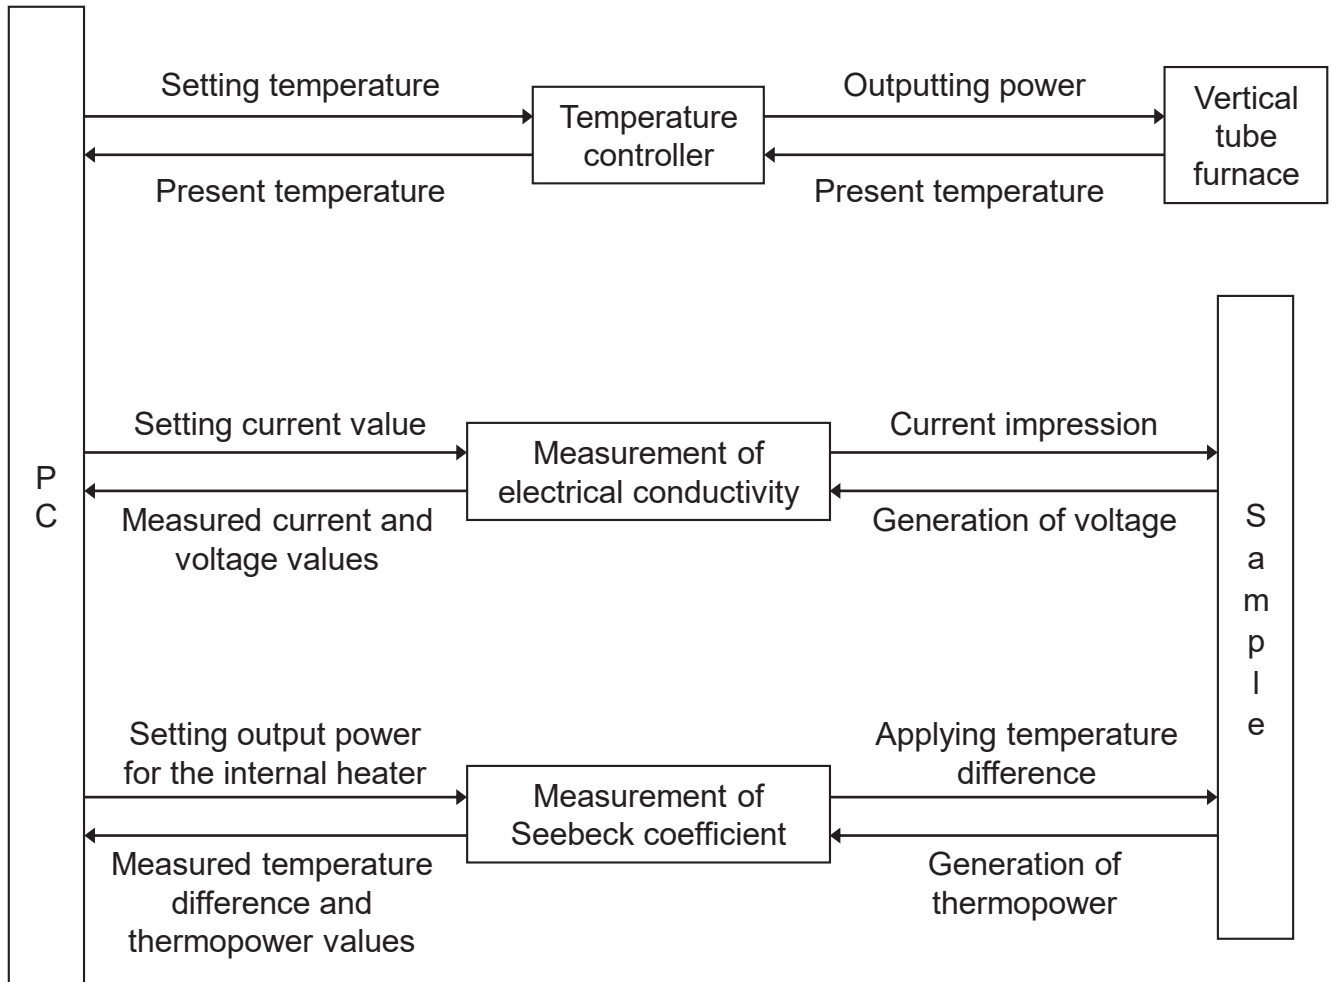 Setting temperature
Present temperature
Temperature
controller
Outputting power
Present temperature
Vertical
tube
furnace
P
C
Setting current value
Measured current and
voltage values
Measurement of
electrical conductivity
Current impression
Generation of voltage
S
a
m
p
l
e
Setting output power
for the internal heater
Measured temperature
difference and
thermopower values
Measurement of
Seebeck coefficient
Applying temperature
difference
Generation of
thermopower